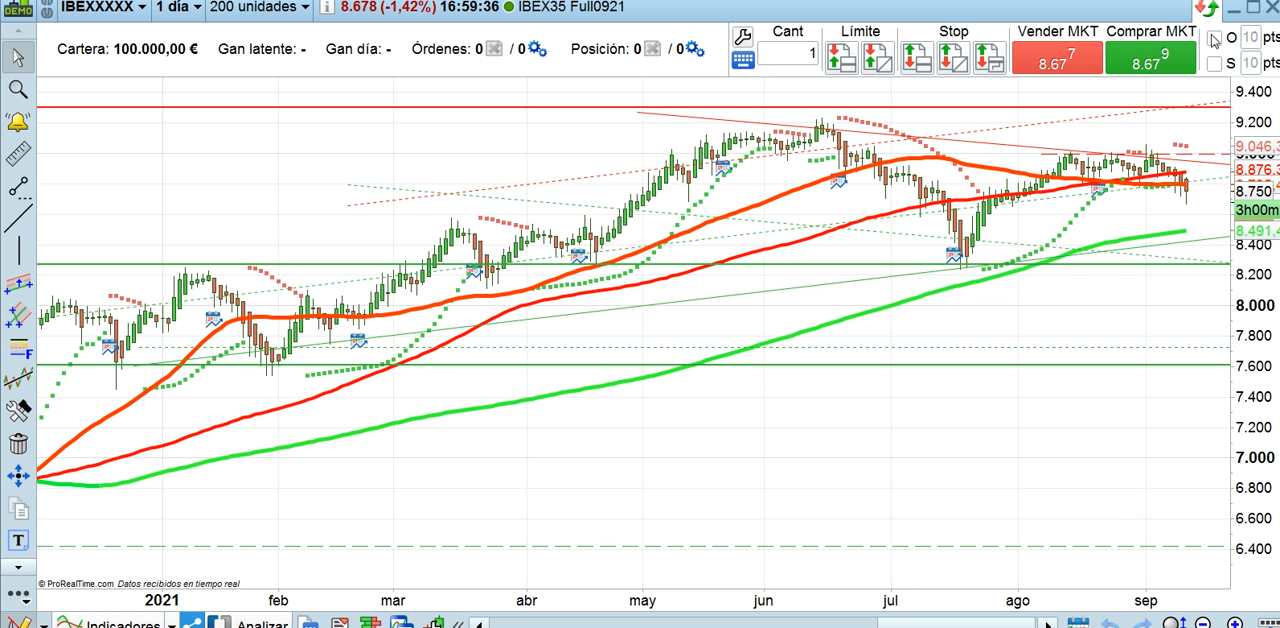 DEMO IBEXXXXX 1 día 200 unidades 8.678 (-1,42%) 16:59:36 IBEX35 Full0921
Cartera: 100.000,00 € Gan latente: - Gan día: - Órdenes: 0 / 0 Posición: 0 / 0
Cant Límite Stop Vender MKT Comprar MKT
1
8.67 7
8.67 9
O 10 pts
S 10 pts
9.400
9.200
9.046,3
9.000
8.876,3
8.750
3h00m
8.491,4
8.400
8.200
8.000
7.800
7.600
7.400
7.200
7.000
6.800
6.600
6.400
F
T
© ProRealTime.com Datos recibidos en tiempo real
2021 feb mar abr may jun jul ago sep
Indicadores Analizar